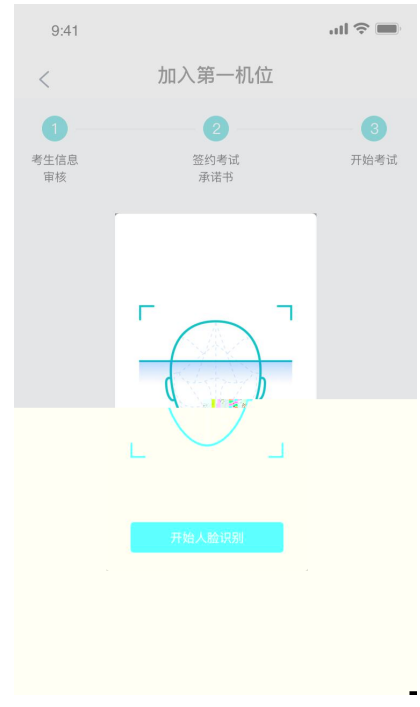 9:41
加入第一机位
1
2
3
考生信息
审核
签约考试
承诺书
开始考试
开始人脸识别